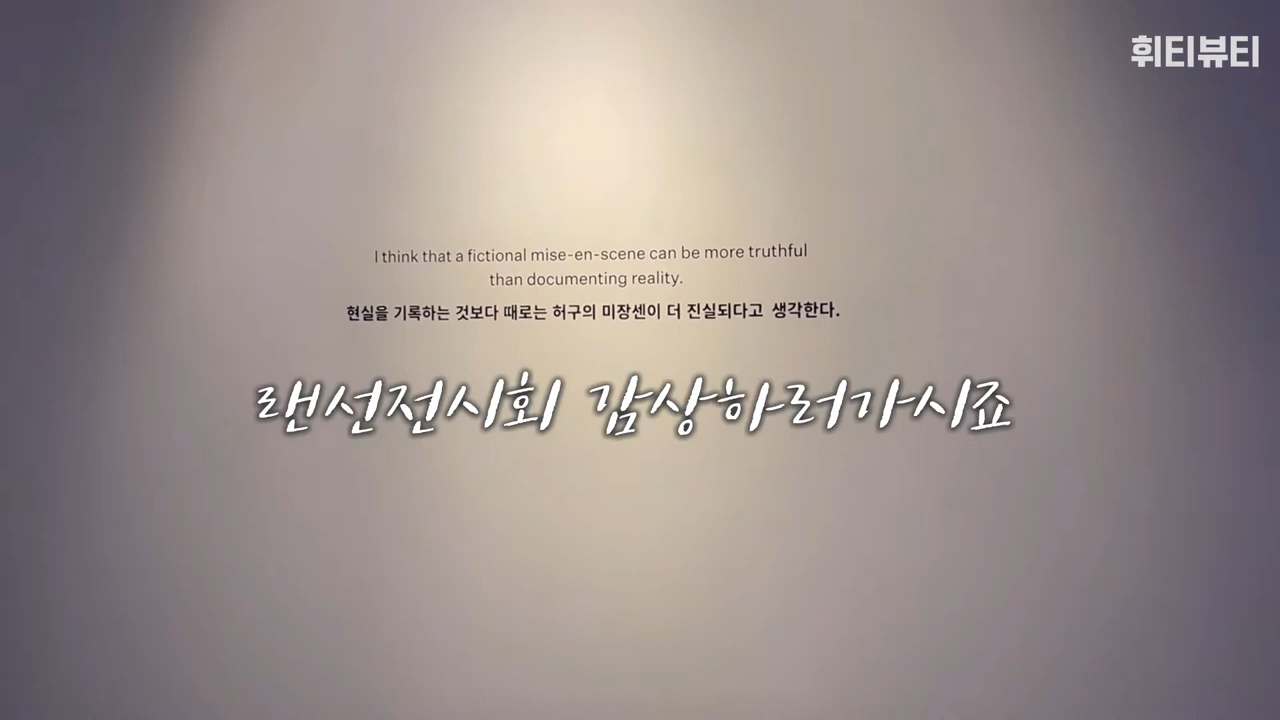 휘티뷰티
I think that a fictional mise-en-scene can be more truthful
than documenting reality.
현실을 기록하는 것보다 때로는 허구의 미장센이 더 진실되다고 생각한다.
랜선전시회 감상하러가시죠